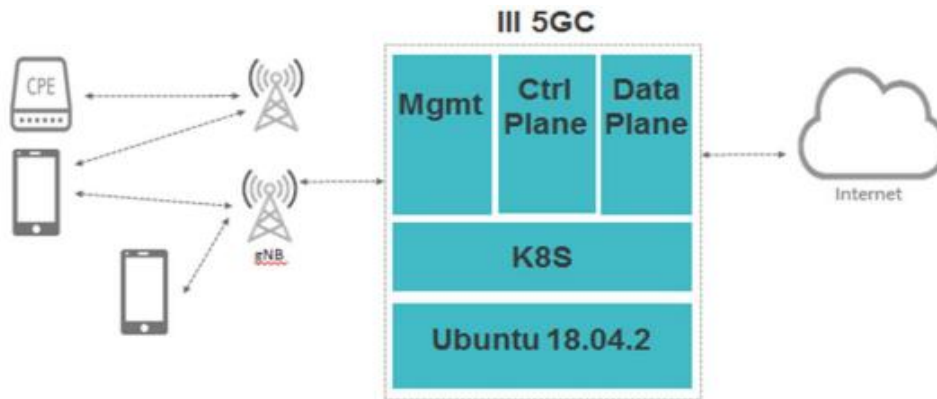 III 5GC
CPE
Mgmt
Ctrl
Plane
Data
Plane
Internet
gNB
K8S
Ubuntu 18.04.2